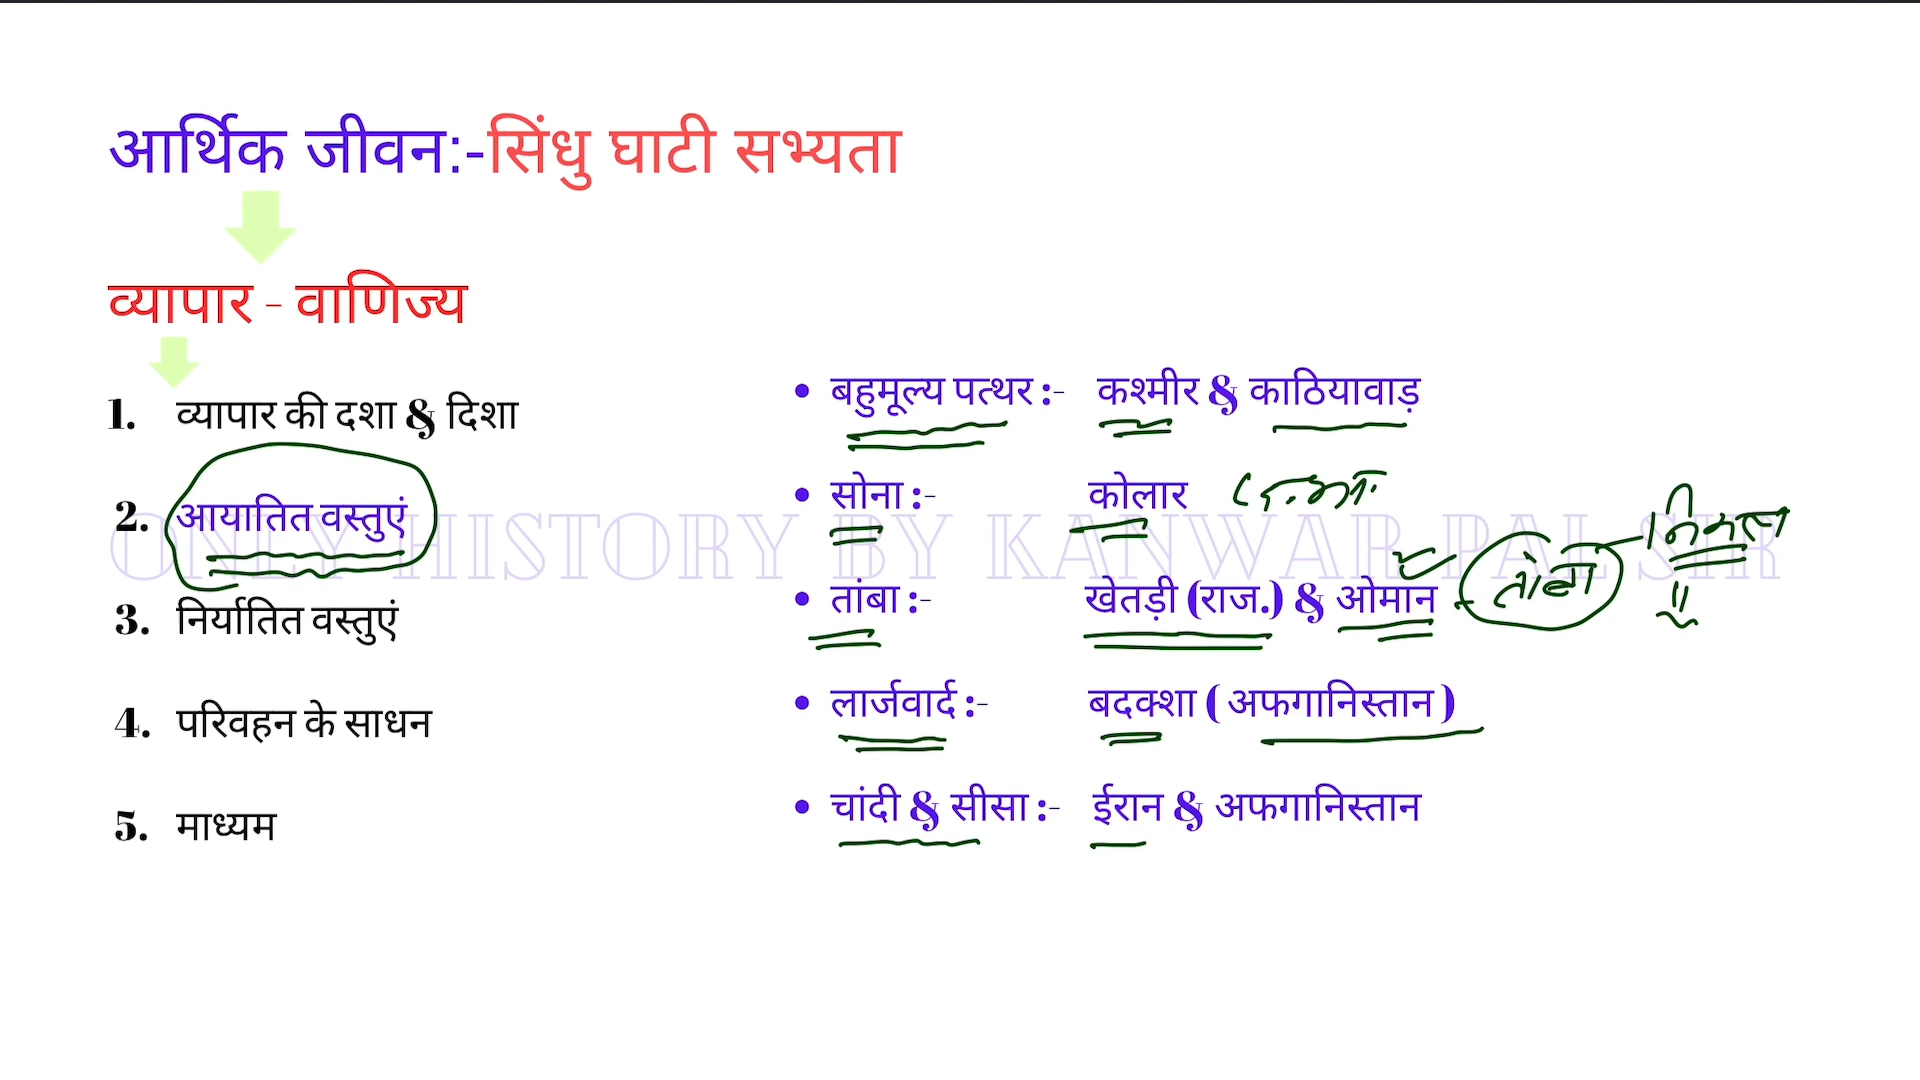 आर्थिक जीवन:-सिंधु घाटी सभ्यता
व्यापार - वाणिज्य
1. व्यापार की दशा & दिशा
2. आयातित वस्तुएं
3. निर्यातित वस्तुएं
4. परिवहन के साधन
5. माध्यम
• बहुमूल्य पत्थर :- कश्मीर & काठियावाड़
• सोना :- कोलार
• तांबा :- खेतड़ी (राज.) & ओमान - तांबा
• लार्जवार्द :- बदक्शा ( अफगानिस्तान )
• चांदी & सीसा :- ईरान & अफगानिस्तान
ONLY HISTORY BY KANWAR PAL SIR